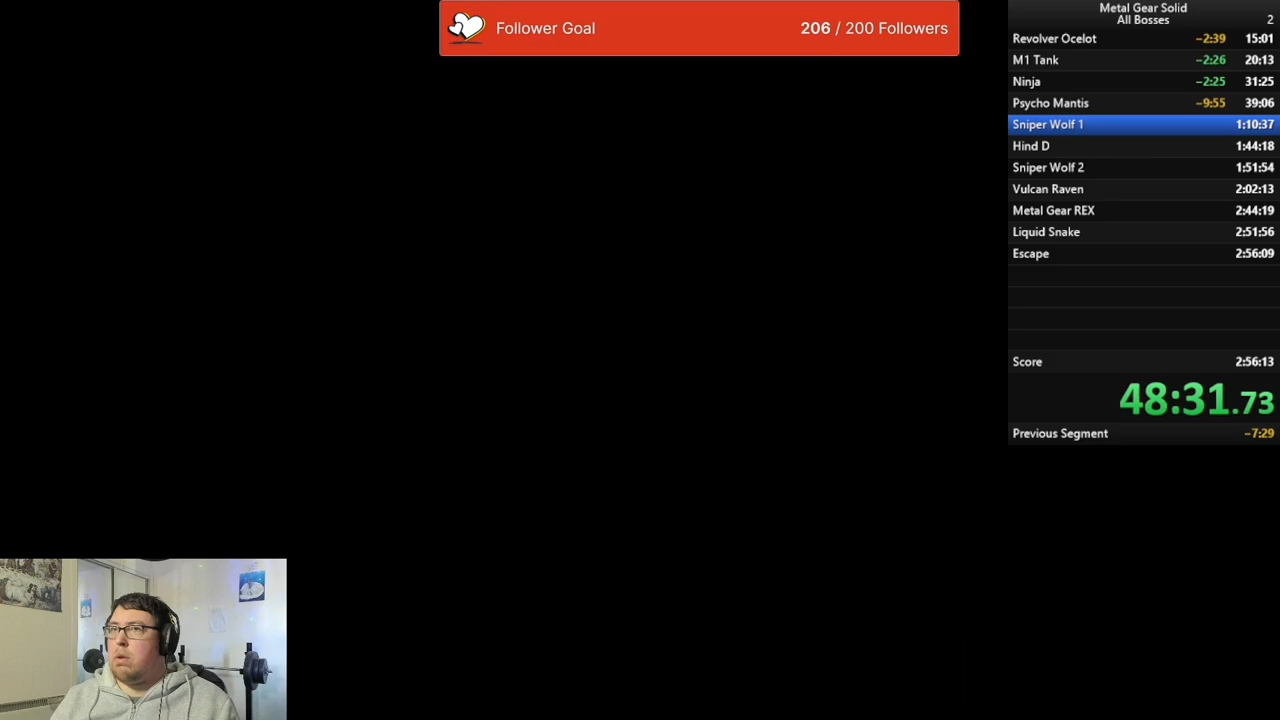 Follower Goal 206 / 200 Followers
Metal Gear Solid
All Bosses 2
Revolver Ocelot −2:39 15:01
M1 Tank −2:26 20:13
Ninja −2:25 31:25
Psycho Mantis −9:55 39:06
Sniper Wolf 1 1:10:37
Hind D 1:44:18
Sniper Wolf 2 1:51:54
Vulcan Raven 2:02:13
Metal Gear REX 2:44:19
Liquid Snake 2:51:56
Escape 2:56:09
Score 2:56:13
48:31.73
Previous Segment −7:29